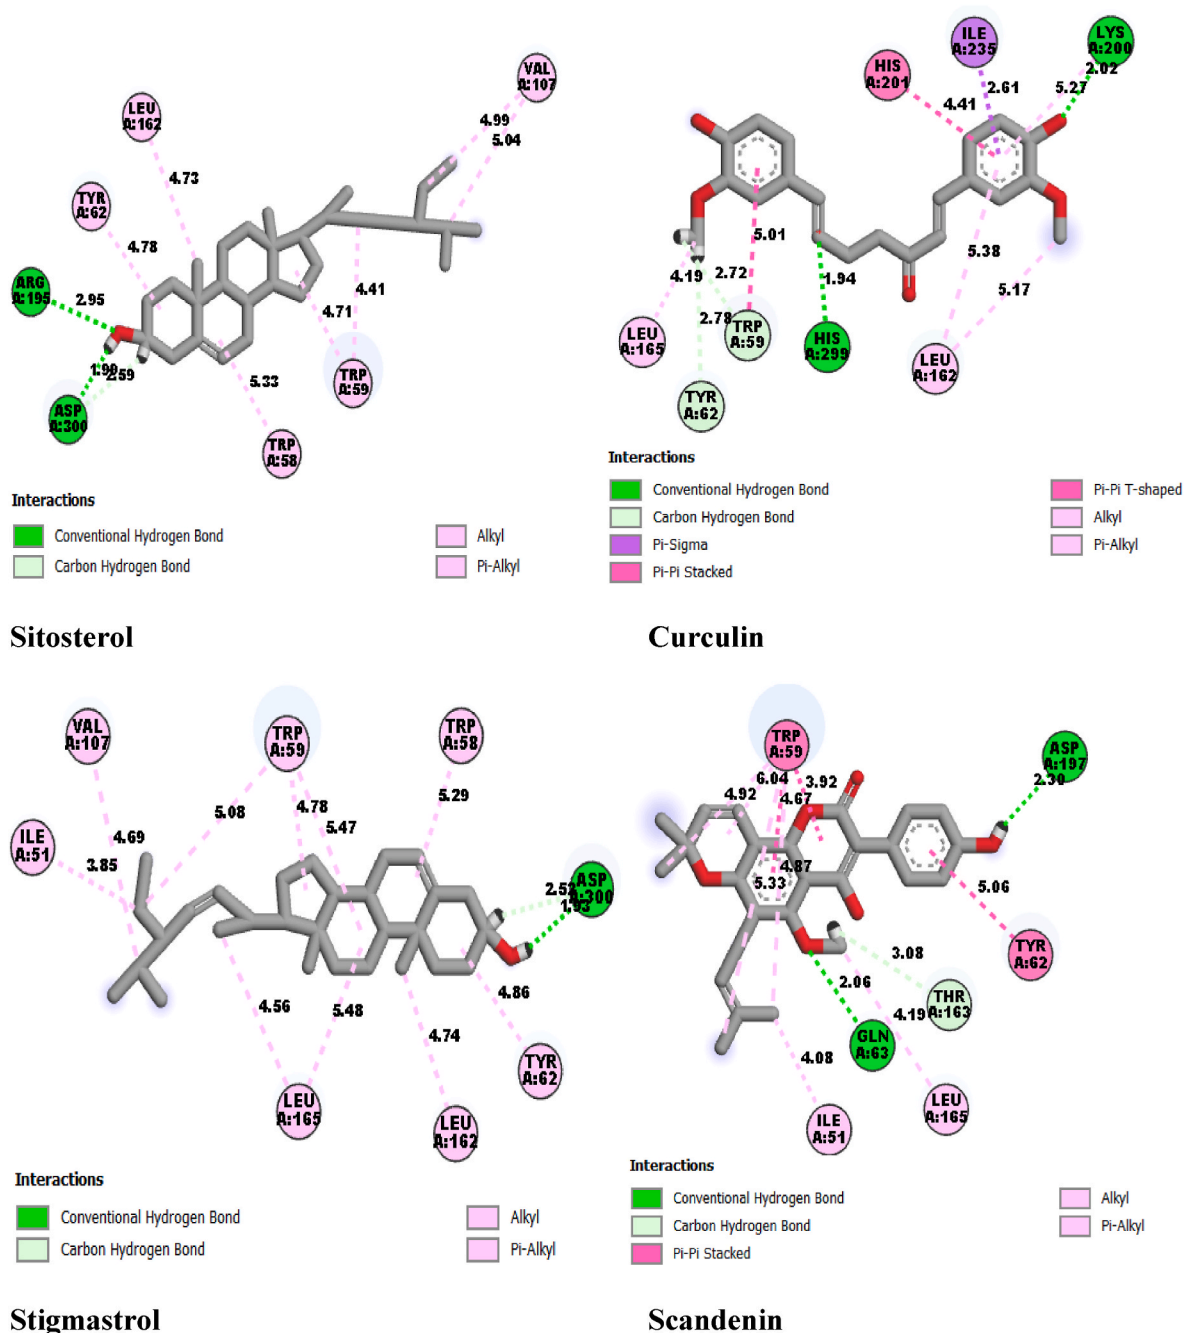 VAL
A:107
LEU
A:162
4.99
5.04
4.73
TYR
A:62
4.78
ARG
A:195
2.95
4.41
4.71
1.90
2.59
5.33
TRP
A:59
ASP
A:300
TRP
A:58
Interactions
Conventional Hydrogen Bond
Carbon Hydrogen Bond
Alkyl
Pi-Alkyl
Sitosterol
ILE
A:235
LYS
A:200
HIS
A:201
2.02
2.61
5.27
4.41
5.01
5.38
4.19
2.72
1.94
5.17
2.78
LEU
A:165
TRP
A:59
HIS
A:299
LEU
A:162
TYR
A:62
Interactions
Conventional Hydrogen Bond
Carbon Hydrogen Bond
Pi-Sigma
Pi-Pi Stacked
Pi-Pi T-shaped
Alkyl
Pi-Alkyl
Curculin
VAL
A:107
TRP
A:59
TRP
A:58
5.08
4.78
5.29
5.47
4.69
ILE
A:51
3.85
2.52
ASP
A:300
1.93
4.56
5.48
4.86
4.74
TYR
A:62
LEU
A:165
LEU
A:162
Interactions
Conventional Hydrogen Bond
Carbon Hydrogen Bond
Alkyl
Pi-Alkyl
Stigmastrol
TRP
A:59
ASP
A:197
2.30
6.04
3.92
4.92
4.67
4.87
5.33
5.06
TYR
A:62
3.08
2.06
THR
A:163
4.19
GLN
A:63
4.08
LEU
A:165
ILE
A:51
Interactions
Conventional Hydrogen Bond
Carbon Hydrogen Bond
Pi-Pi Stacked
Alkyl
Pi-Alkyl
Scandenin